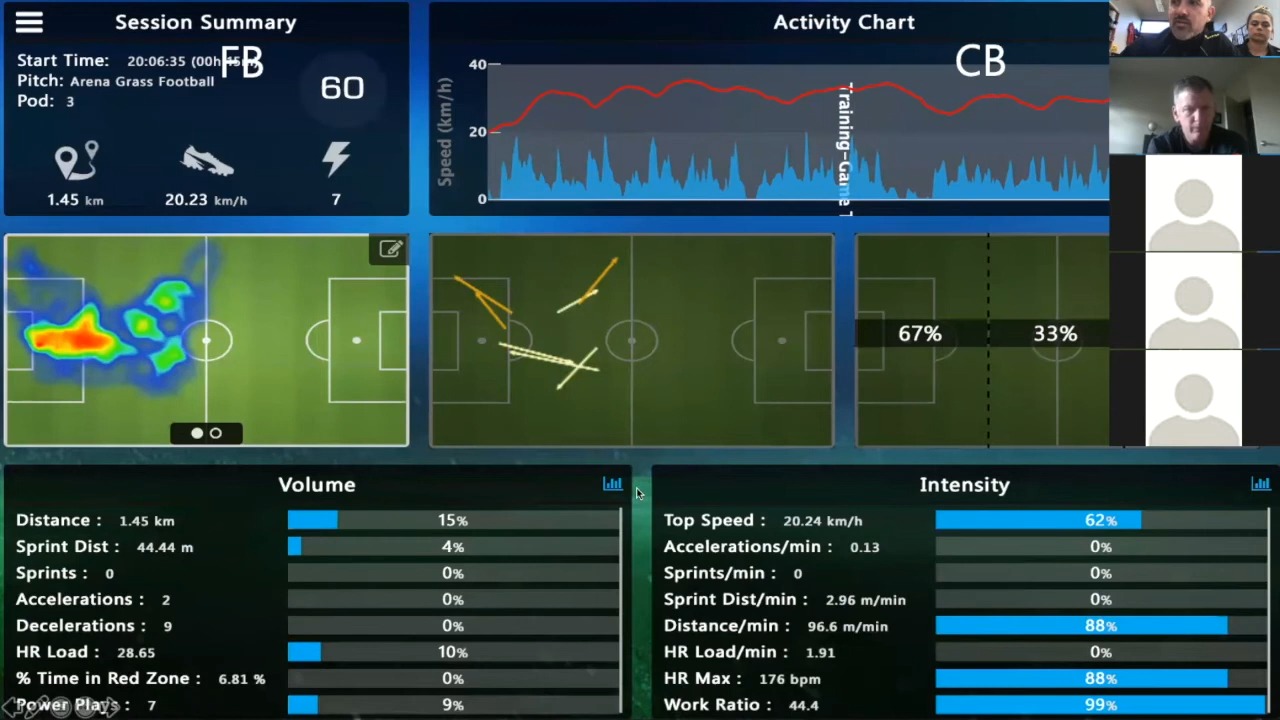 Session Summary
Start Time: 20:06:35 (00h
FB
Pitch: Arena Grass Football
Pod: 3
60
1.45 km
20.23 km/h
7
Activity Chart
CB
Speed (km/h)
40
20
0
Training-Game
67%
33%
Volume
Distance : 1.45 km 15%
Sprint Dist : 44.44 m 4%
Sprints : 0 0%
Accelerations : 2 0%
Decelerations : 9 0%
HR Load : 28.65 10%
% Time in Red Zone : 6.81 % 0%
Power Plays : 7 9%
Intensity
Top Speed : 20.24 km/h 62%
Accelerations/min : 0.13 0%
Sprints/min : 0 0%
Sprint Dist/min : 2.96 m/min 0%
Distance/min : 96.6 m/min 88%
HR Load/min : 1.91 0%
HR Max : 176 bpm 88%
Work Ratio : 44.4 99%